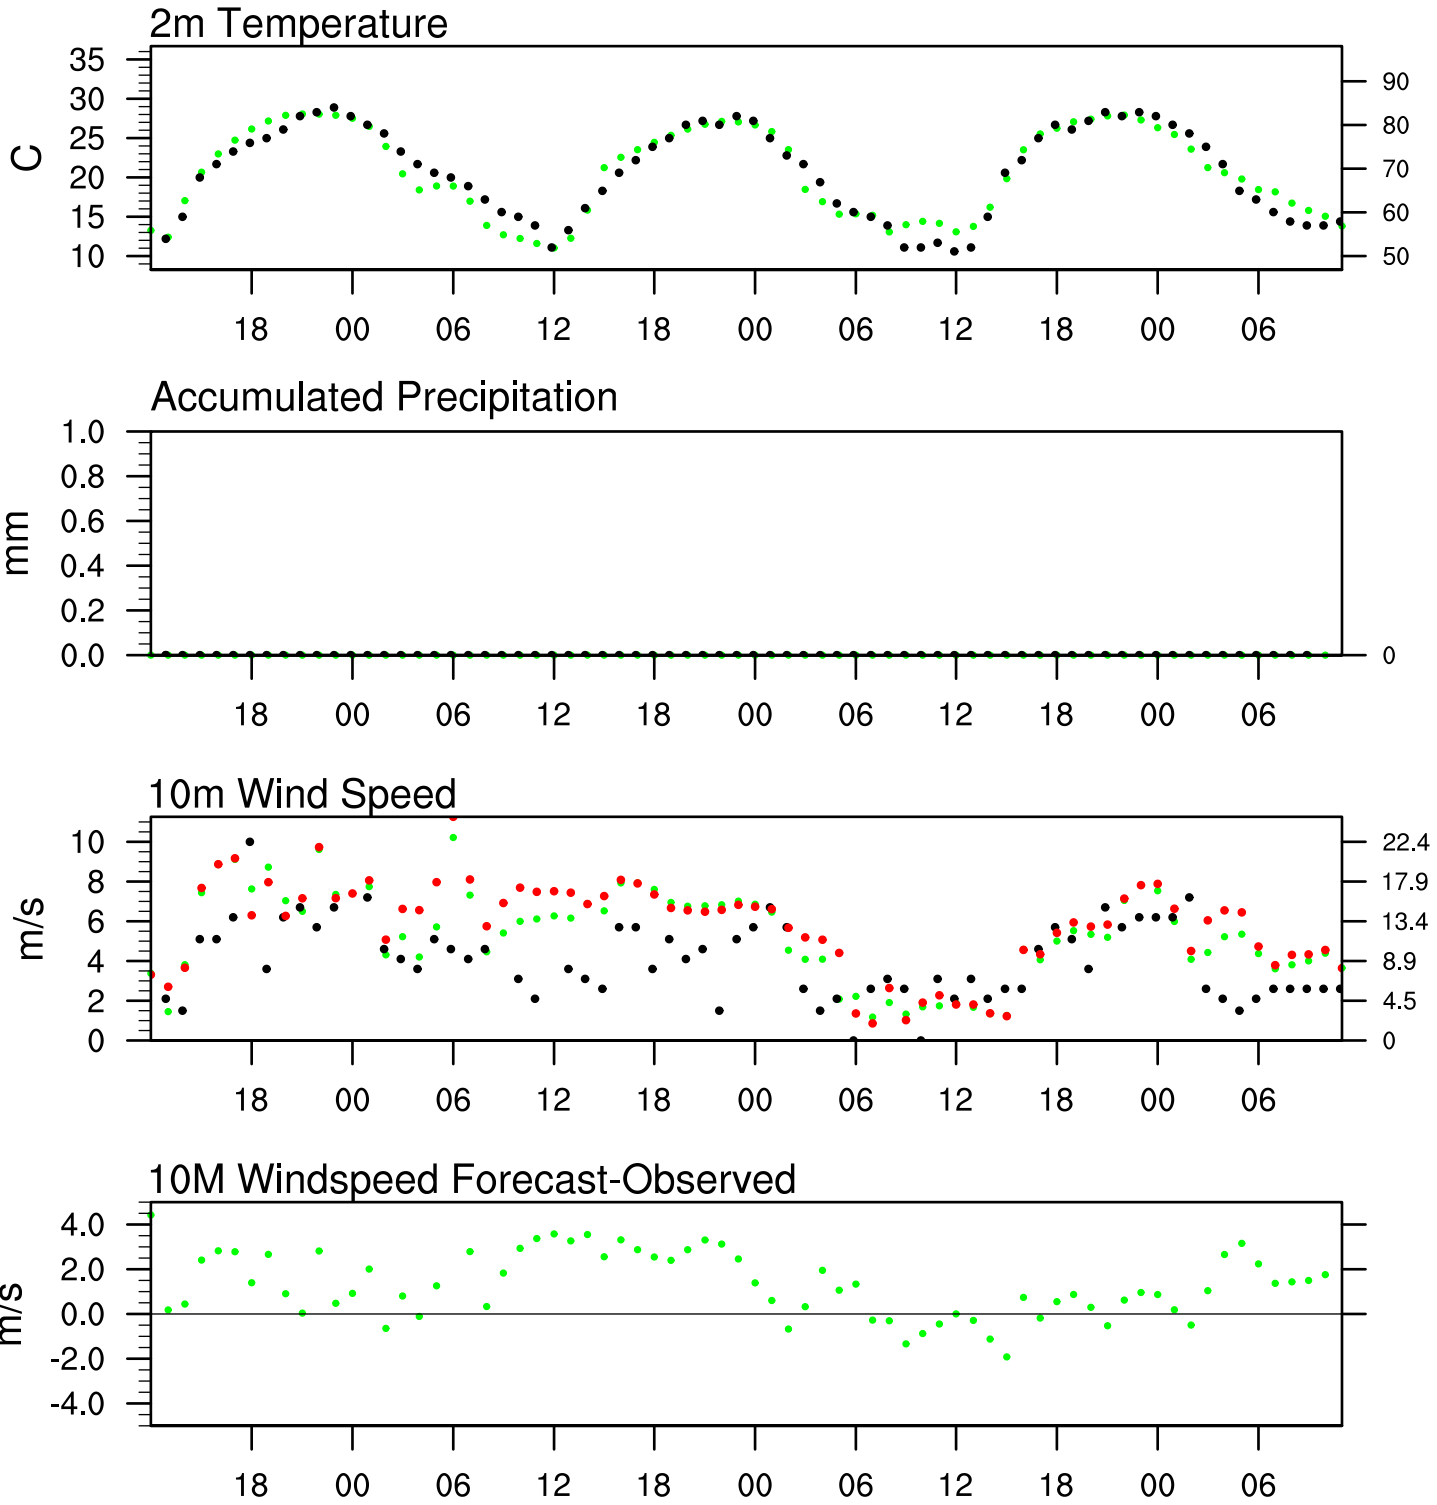 2m Temperature
35
30
25
20
15
10
C
90
80
70
60
50
18 00 06 12 18 00 06 12 18 00 06
Accumulated Precipitation
1.0
0.8
0.6
0.4
0.2
0.0
mm
0
18 00 06 12 18 00 06 12 18 00 06
10m Wind Speed
10
8
6
4
2
0
m/s
22.4
17.9
13.4
8.9
4.5
0
18 00 06 12 18 00 06 12 18 00 06
10M Windspeed Forecast-Observed
4.0
2.0
0.0
-2.0
-4.0
m/s
18 00 06 12 18 00 06 12 18 00 06